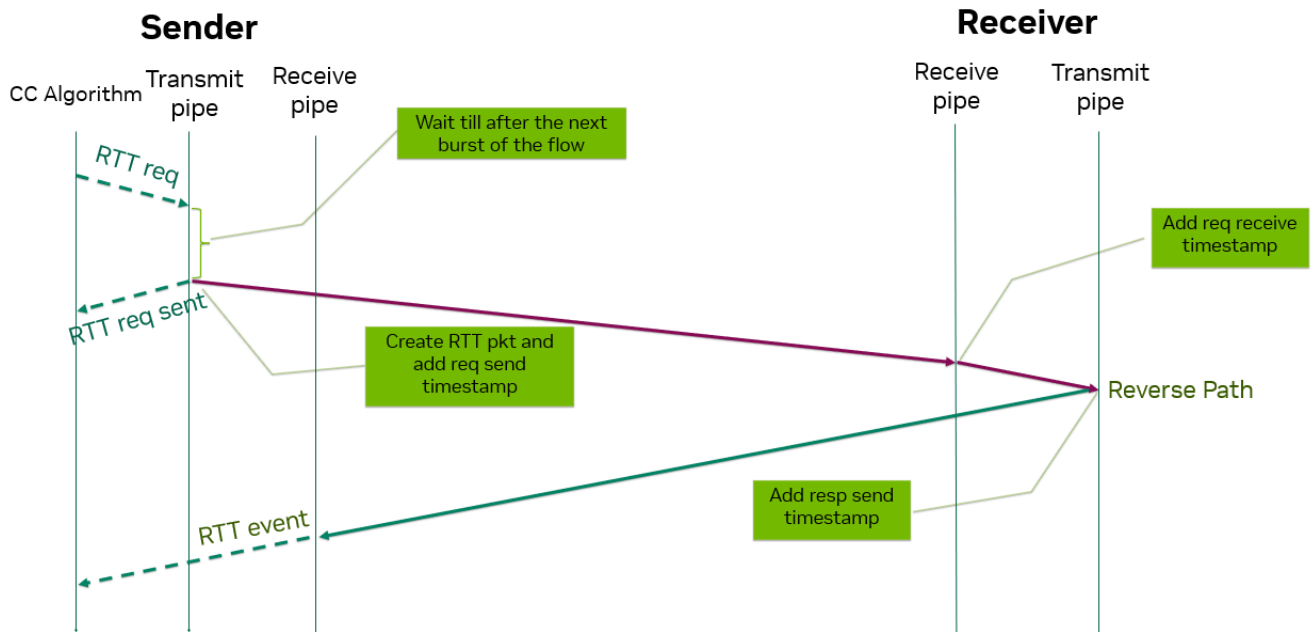 Sender
Receiver
CC Algorithm
Transmit
pipe
Receive
pipe
Receive
pipe
Transmit
pipe
Wait till after the next
burst of the flow
RTT req
Add req receive
timestamp
RTT req sent
Create RTT pkt and
add req send
timestamp
Reverse Path
Add resp send
timestamp
RTT event